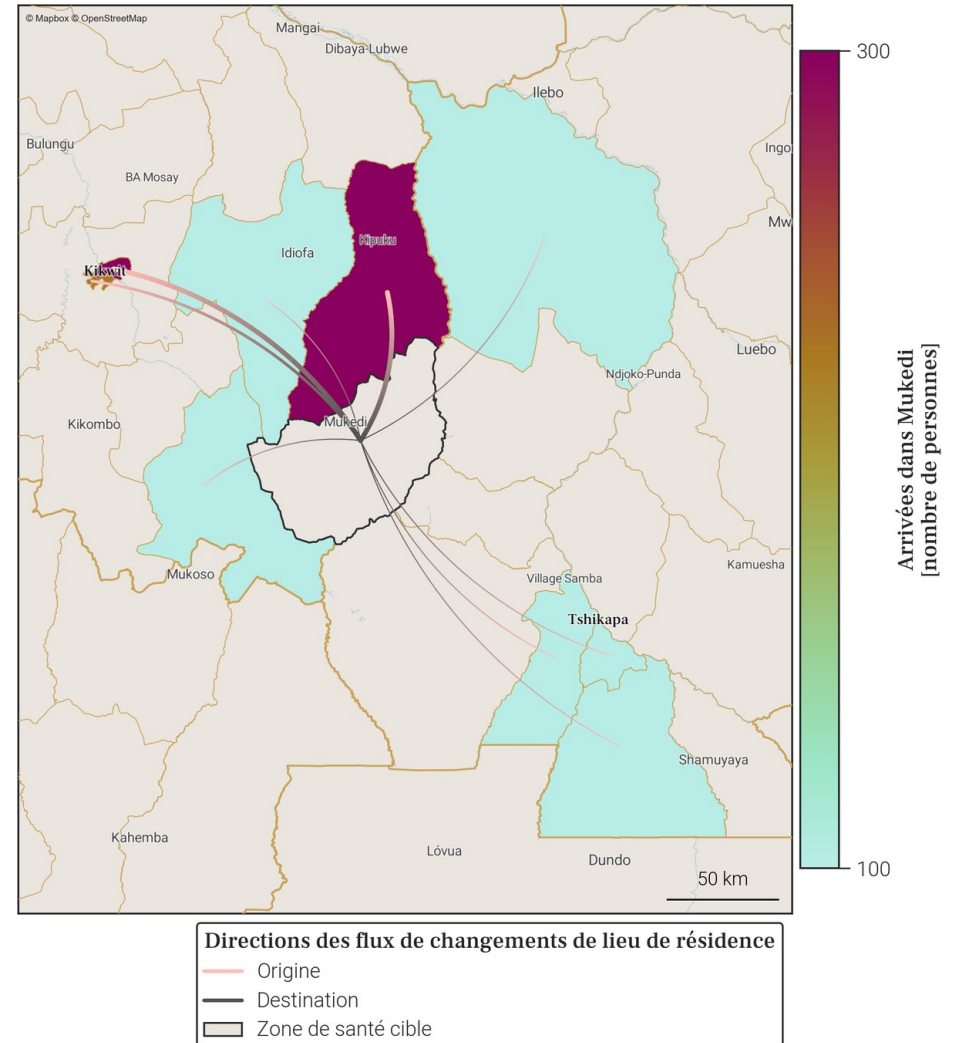 © Mapbox © OpenStreetMap
Mangai
Dibaya-Lubwe
Ilebo
Bulungu
Ingo
BA Mosay
Mw
Kipuku
Idiofa
Kikwit
Luebo
Ndjoko-Punda
Kikombo
Mukedi
Kamuesha
Mukoso
Village Samba
Tshikapa
Shamuyaya
Kahemba
Lóvua
Dundo
50 km
300
100
Arrivées dans Mukedi
[nombre de personnes]
Directions des flux de changements de lieu de résidence
Origine
Destination
Zone de santé cible